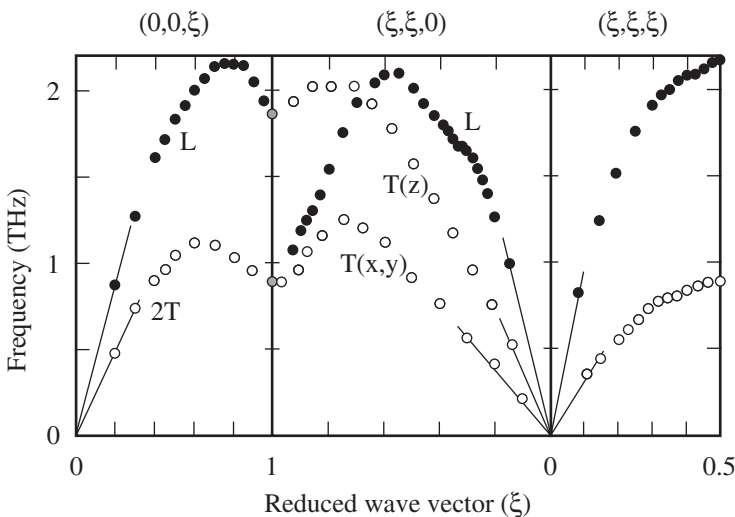 (0,0,ξ) (ξ,ξ,0) (ξ,ξ,ξ)
2
L
L
T(z)
T(x,y)
1
2T
0
Frequency (THz)
0 1 0 0.5
Reduced wave vector (ξ)